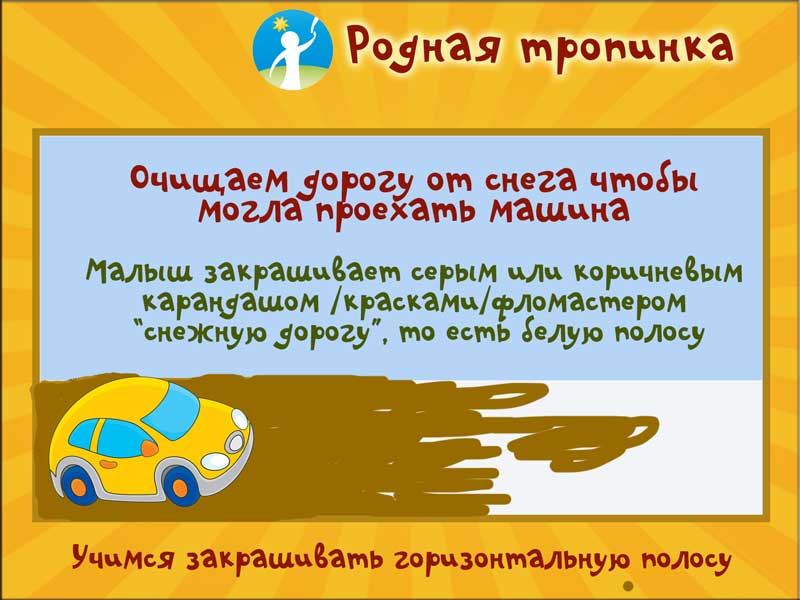 Родная тропинка
Очищаем дорогу от снега чтобы
могла проехать машина
Малыш закрашивает серым или коричневым
карандашом /красками/фломастером
"снежную дорогу", то есть белую полосу
Учимся закрашивать горизонтальную полосу